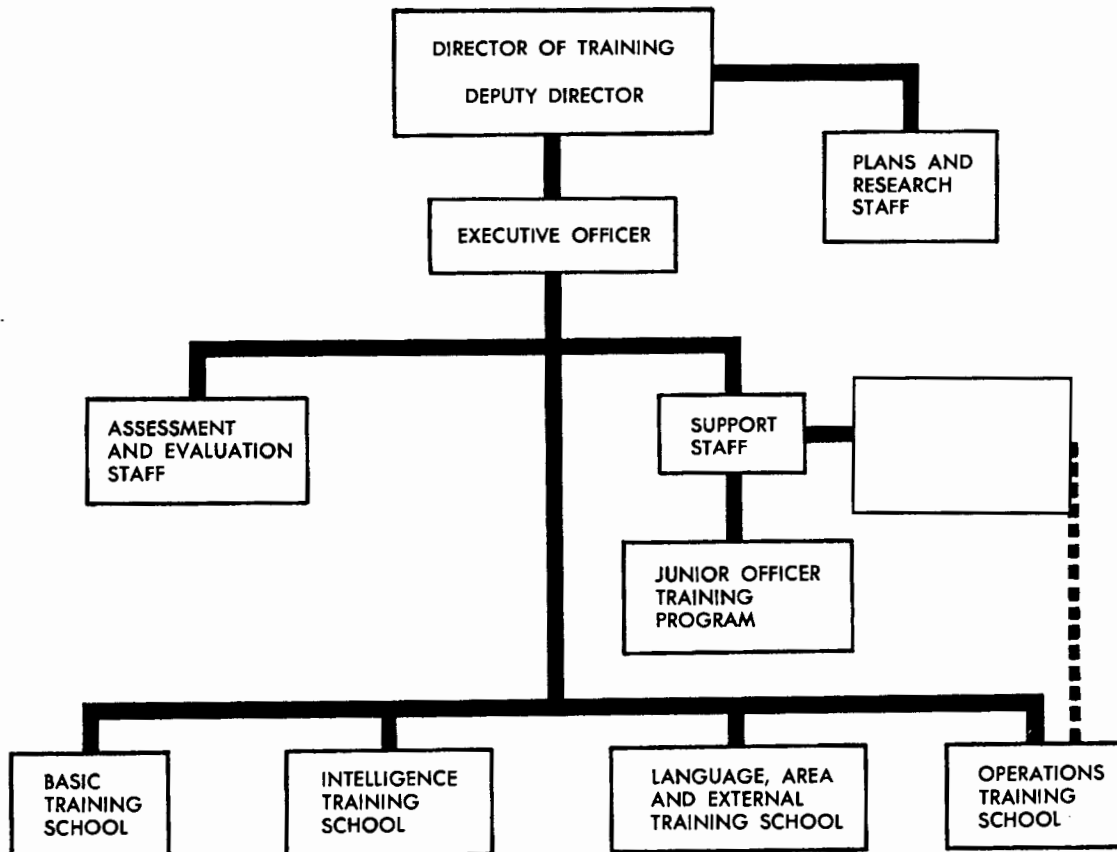 DIRECTOR OF TRAINING
DEPUTY DIRECTOR
PLANS AND
RESEARCH
STAFF
EXECUTIVE OFFICER
ASSESSMENT
AND EVALUATION
STAFF
SUPPORT
STAFF
JUNIOR OFFICER
TRAINING
PROGRAM
BASIC
TRAINING
SCHOOL
INTELLIGENCE
TRAINING
SCHOOL
LANGUAGE, AREA
AND EXTERNAL
TRAINING SCHOOL
OPERATIONS
TRAINING
SCHOOL